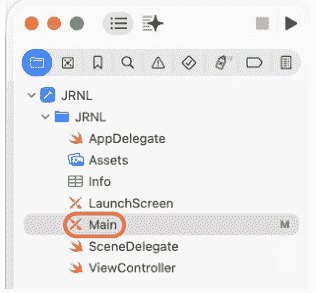 JRNL
JRNL
AppDelegate
Assets
Info
LaunchScreen
Main M
SceneDelegate
ViewController